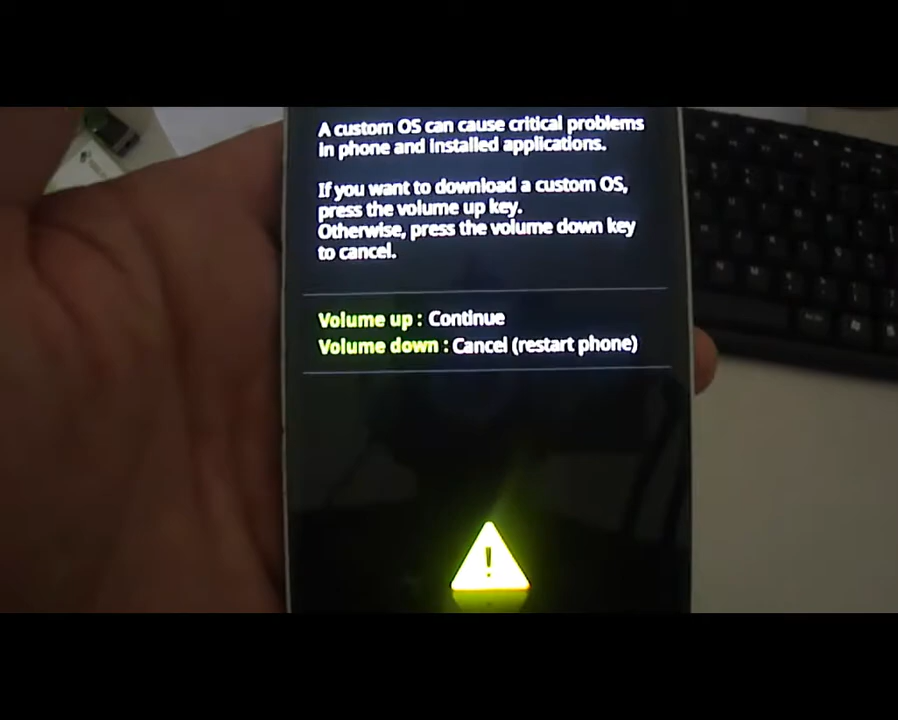 A custom OS can cause critical problems
in phone and installed applications.
If you want to download a custom OS,
press the volume up key.
Otherwise, press the volume down key
to cancel.
Volume up : Continue
Volume down : Cancel (restart phone)
!